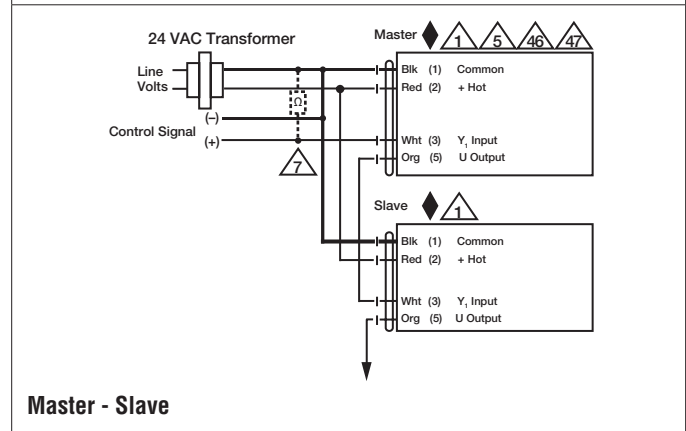 24 VAC Transformer
Line
Volts
(–)
Control Signal
(+)
Ω
7
Master 1 5 46 47
Blk (1) Common
Red (2) + Hot
Wht (3) Y₁ Input
Org (5) U Output
Slave 1
Blk (1) Common
Red (2) + Hot
Wht (3) Y₁ Input
Org (5) U Output
Master - Slave